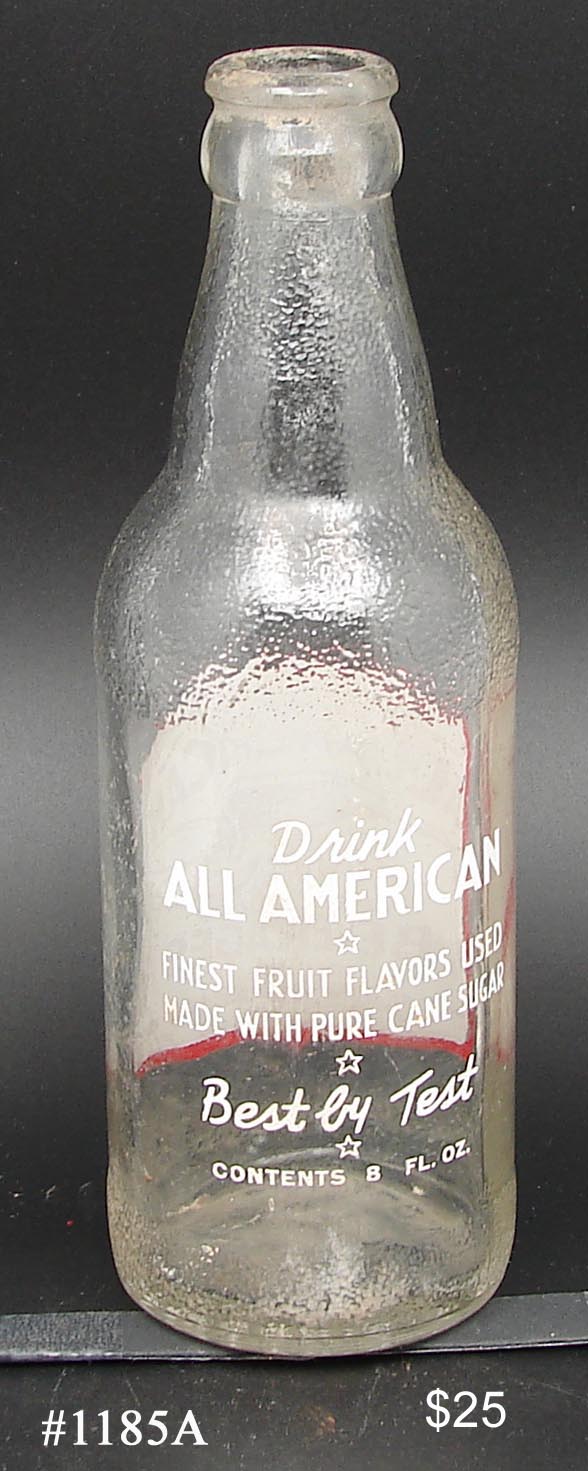 Drink
ALL AMERICAN
FINEST FRUIT FLAVORS USED
MADE WITH PURE CANE SUGAR
Best by Test
CONTENTS 8 FL. OZ.
#1185A
$25